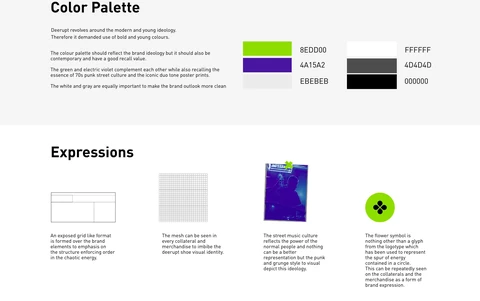 Color Palette
Deerupt revolves around the modern and young ideology.
Therefore it demanded use of bold and young colours.
The colour palette should reflect the brand ideology but it should also be
contemporary and have a good recall value.
The green and electric violet complement each other while also recalling the
essence of 70s punk street culture and the iconic duo tone poster prints.
The white and gray are equally important to make the brand outlook more clean
8EDD00
4A15A2
EBEBEB
FFFFFF
4D4D4D
000000
Expressions
An exposed grid like formal
is formed over the brand
elements to emphasis on
the structure enforcing order
in the chaotic energy.
The mesh can be seen in
every collateral and
merchandise to imbibe the
deerupt shoe visual identity.
The street music culture
reflects the power of the
normal people and nothing
can be a better
representation but the punk
and grunge style to visual
depict this ideology.
The flower symbol is
nothing other than a glyph
from the logotype which
has been used to represent
the spur of energy
contained in a circle.
This can be repeatedly seen
on the collaterals and the
merchandise as a form of
brand expression.